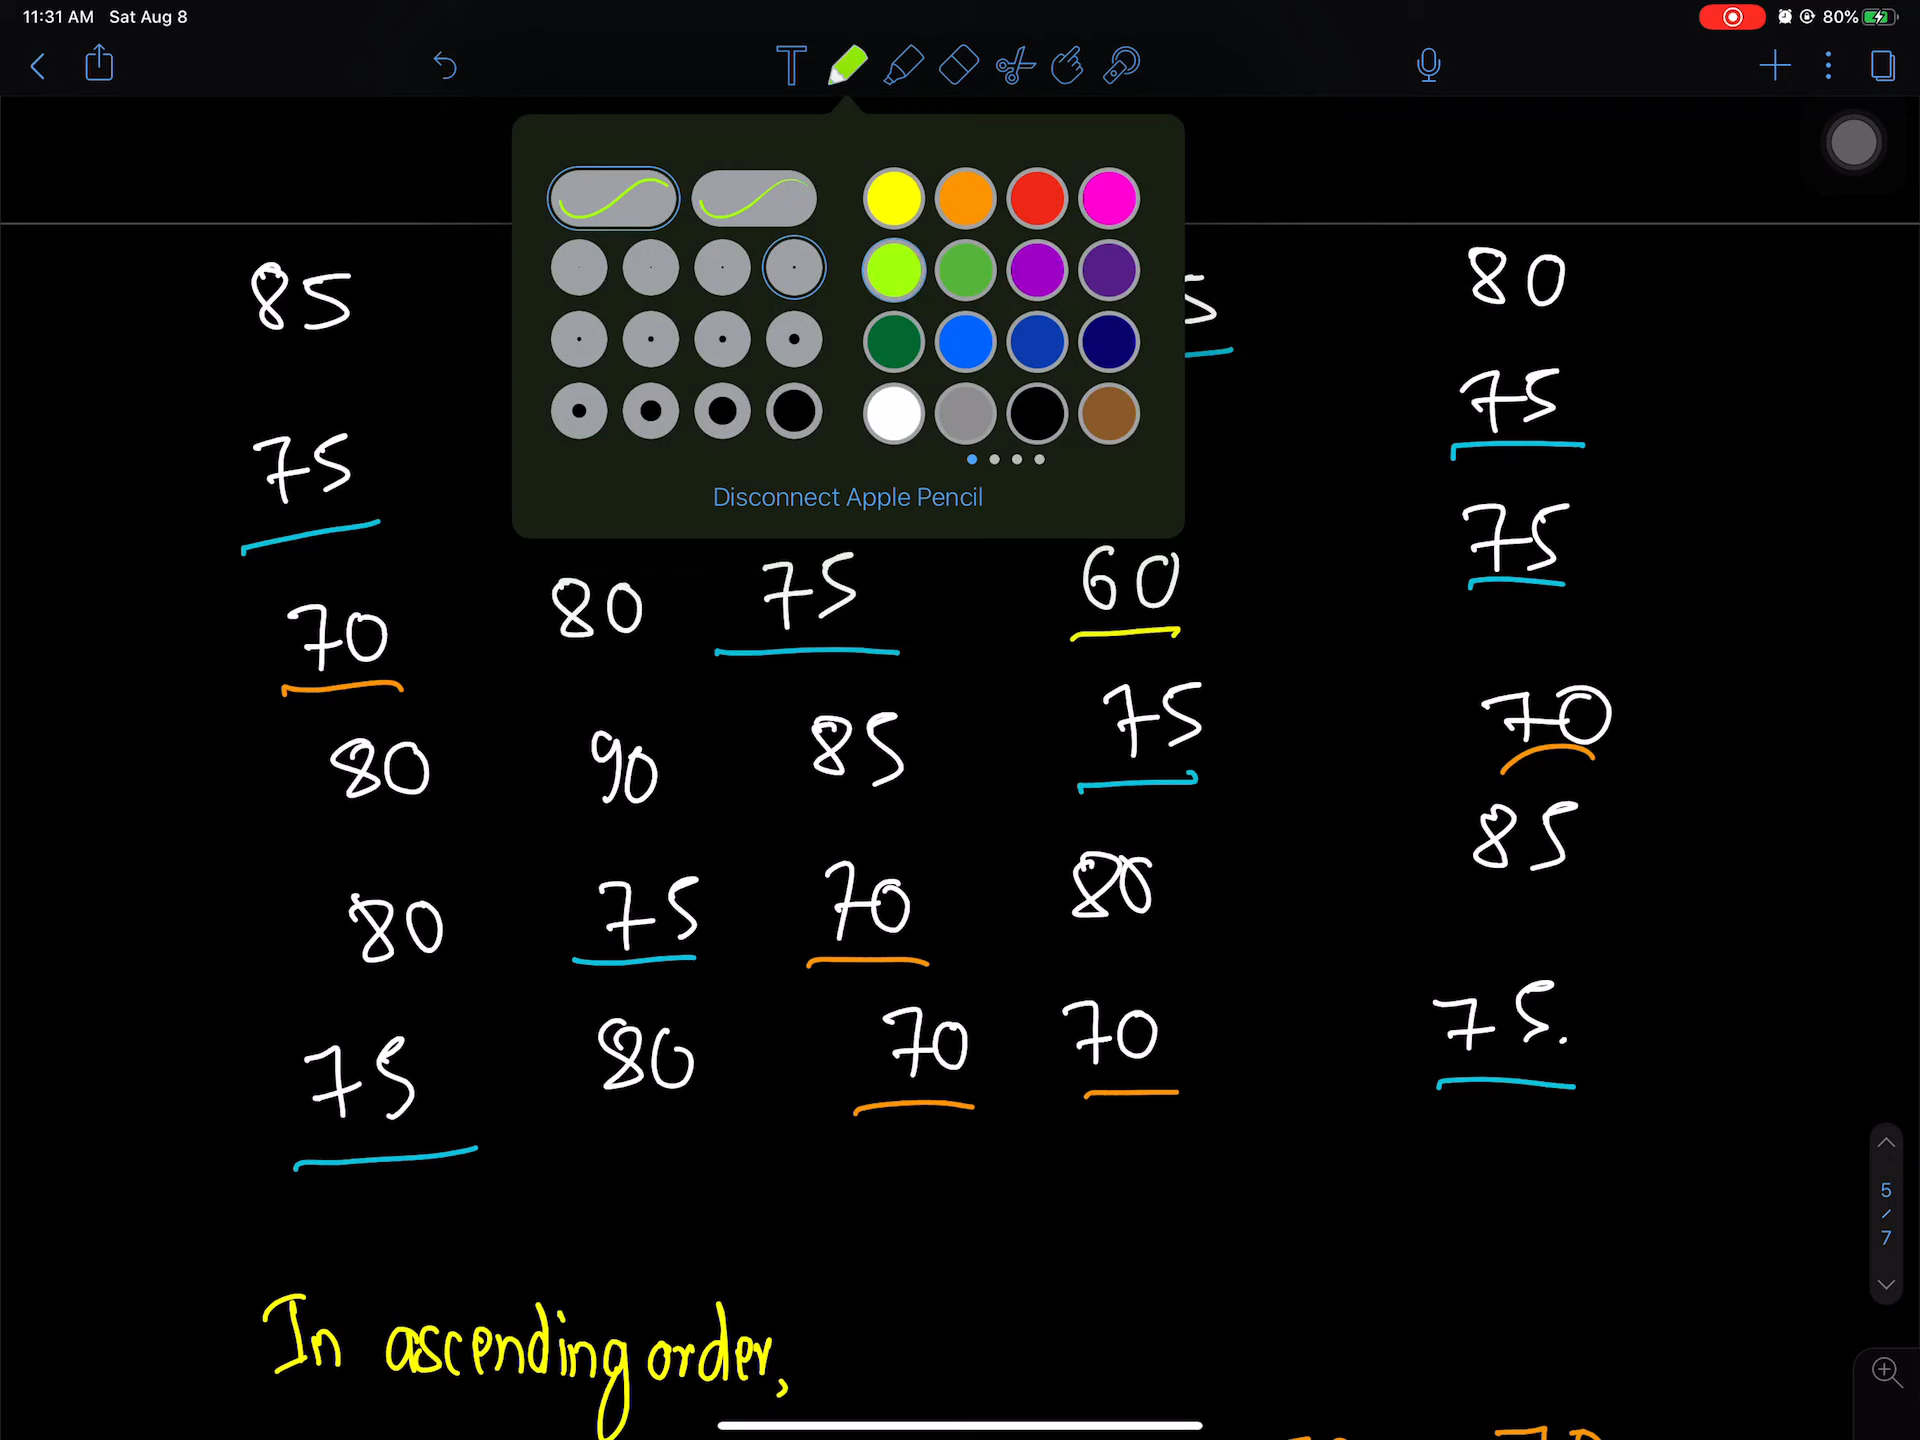 11:31 AM Sat Aug 8 80%
T
Disconnect Apple Pencil
85 5 80
75
75 75
80 75 60
70
80 90 85 75 70
85
80 75 70 80
75 80 70 70 75.
5
/
7
In ascending order,